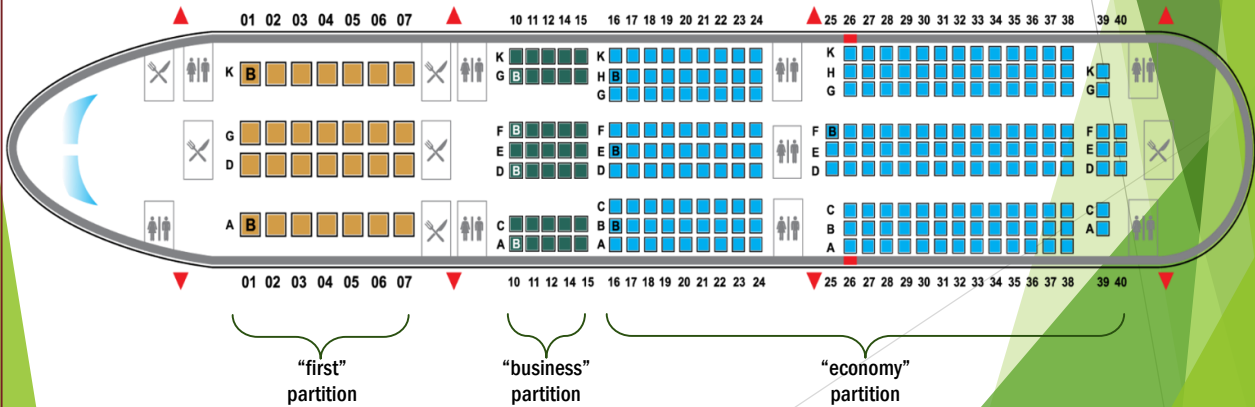 01 02 03 04 05 06 07 10 11 12 14 15 16 17 18 19 20 21 22 23 24 25 26 27 28 29 30 31 32 33 34 35 36 37 38 39 40
K B K K K
G B H B H K
G G G
G F B F F B F
E E B E E
D D B D D D
C C C
A B C B B B A
A B A A
01 02 03 04 05 06 07 10 11 12 14 15 16 17 18 19 20 21 22 23 24 25 26 27 28 29 30 31 32 33 34 35 36 37 38 39 40
“first” “business” “economy”
partition partition partition